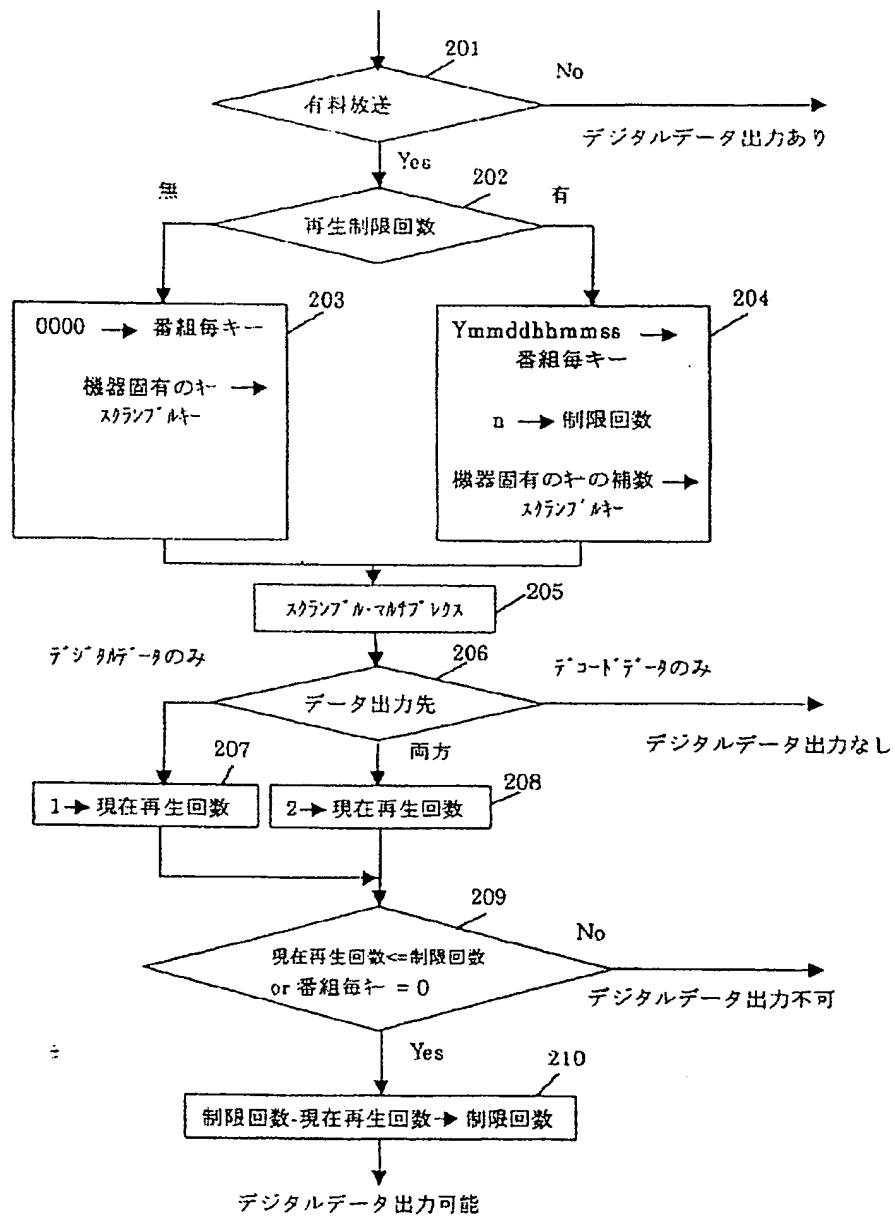 201
No
有料放送
デジタルデータ出力あり
Yes
無
202
有
再生制限回数
203
0000 → 番組毎キー
機器固有のキー →
スクランブルキー
204
Ymmddhhmmss →
番組毎キー
n → 制限回数
機器固有のキーの補数 →
スクランブルキー
スクランブル・マルチプレクス
205
デジタルデータのみ
206
デコードデータのみ
データ出力先
デジタルデータ出力なし
両方
207
1→現在再生回数
208
2→現在再生回数
209
No
現在再生回数<=制限回数
or 番組毎キー = 0
デジタルデータ出力不可
Yes
210
制限回数-現在再生回数→制限回数
デジタルデータ出力可能